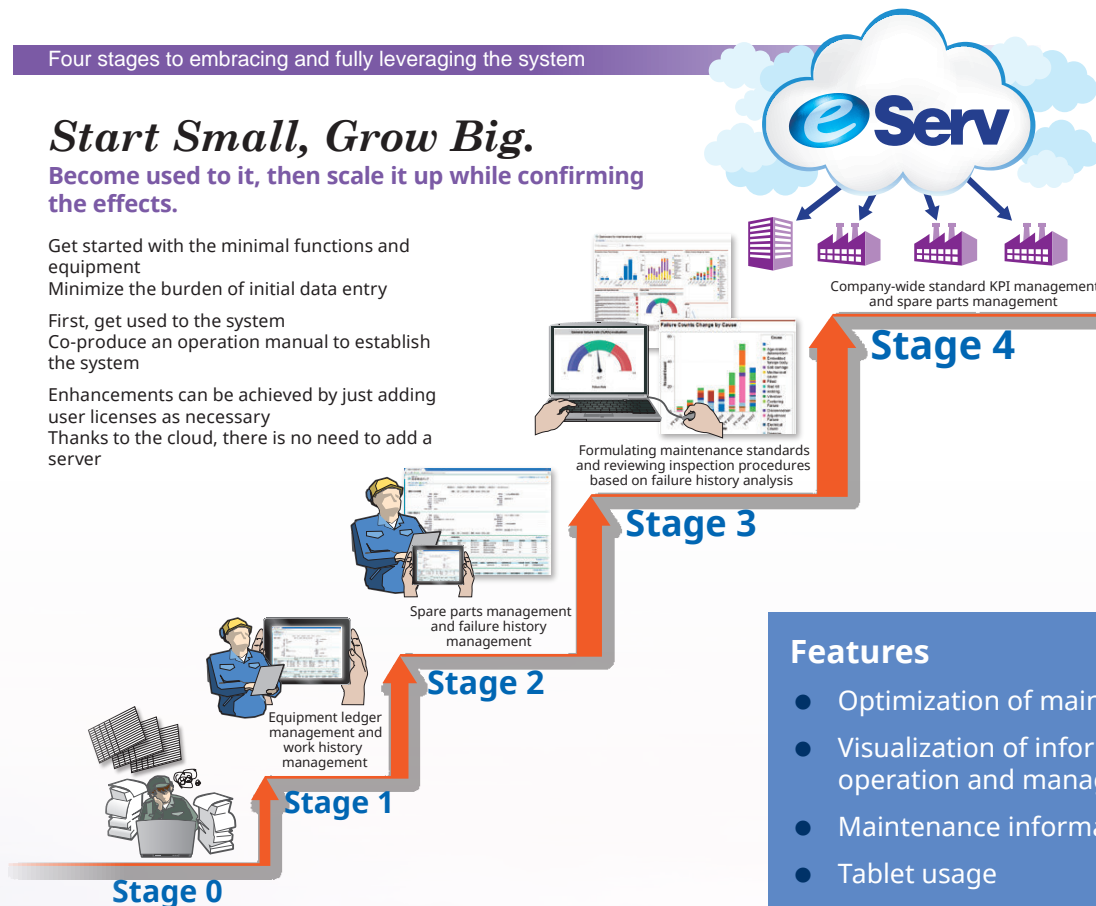 Four stages to embracing and fully leveraging the system
eServ
Start Small, Grow Big.
Become used to it, then scale it up while confirming
the effects.
Get started with the minimal functions and
equipment
Minimize the burden of initial data entry
First, get used to the system
Co-produce an operation manual to establish
the system
Enhancements can be achieved by just adding
user licenses as necessary
Thanks to the cloud, there is no need to add a
server
Company-wide standard KPI management
and spare parts management
Stage 4
Failure Counts Change by Cause
Cause
Formulating maintenance standards
and reviewing inspection procedures
based on failure history analysis
Stage 3
Spare parts management
and failure history
management
Stage 2
Equipment ledger
management and
work history
management
Stage 1
Stage 0
Features
Optimization of main
Visualization of infor
operation and manag
Maintenance informa
Tablet usage